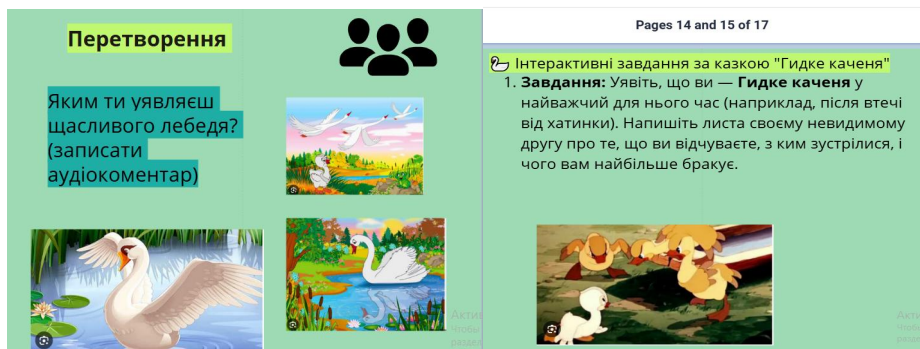 Перетворення
Яким ти уявляєш
щасливого лебедя?
(записати
аудіокоментар)
Pages 14 and 15 of 17
Інтерактивні завдання за казкою "Гидке каченя"
1. Завдання: Уявіть, що ви — Гидке каченя у
найважчий для нього час (наприклад, після втечі
від хатинки). Напишіть листа своєму невидимому
другу про те, що ви відчуваєте, з ким зустрілися, і
чого вам найбільше бракує.